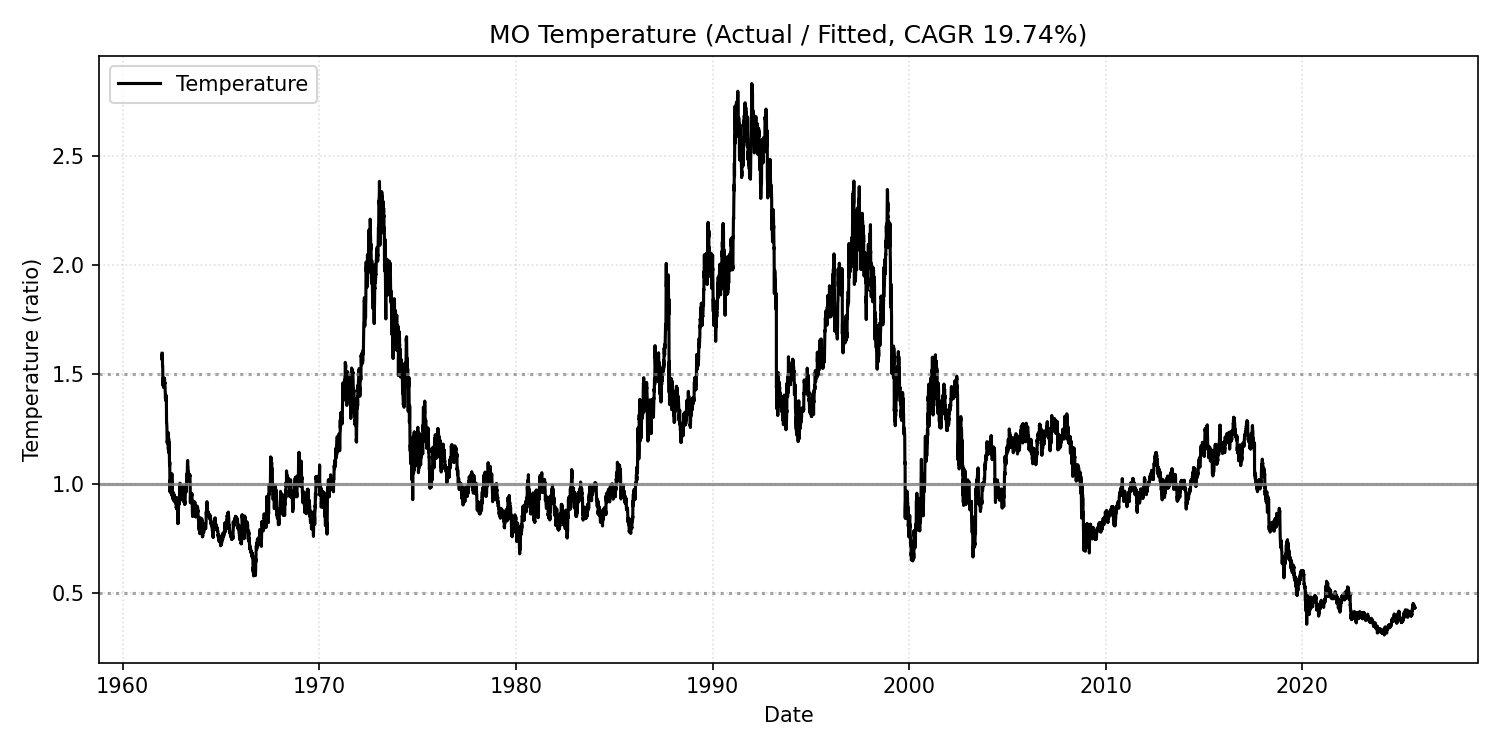 MO Temperature (Actual / Fitted, CAGR 19.74%)
Temperature
Temperature (ratio)
2.5
2.0
1.5
1.0
0.5
1960 1970 1980 1990 2000 2010 2020
Date